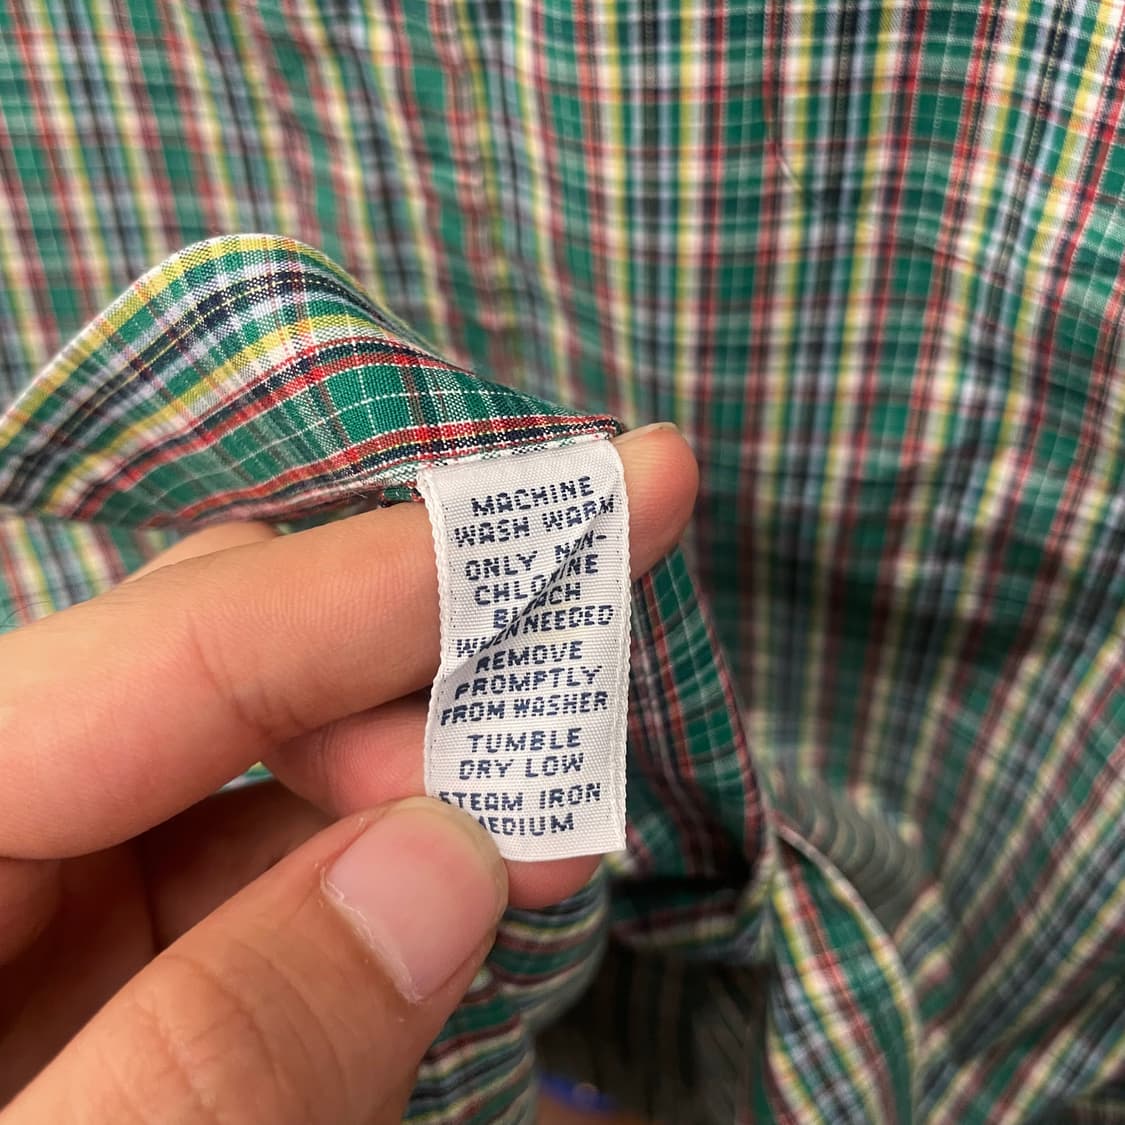 MACHINE
WASH WARM
ONLY NON-
CHLORINE
BLEACH
WHEN NEEDED
REMOVE
PROMPTLY
FROM WASHER
TUMBLE
DRY LOW
STEAM IRON
MEDIUM